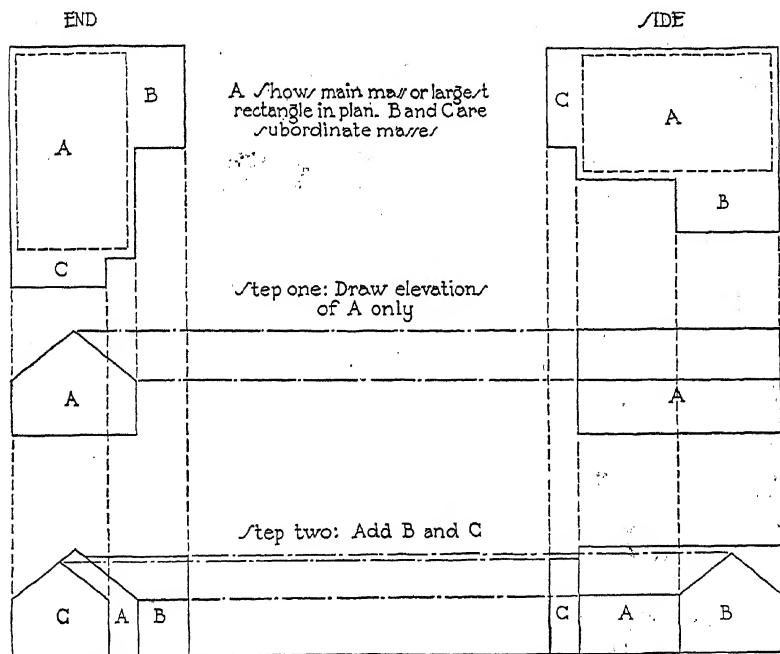 END
SIDE
A
B
C
A shows main mass or largest
rectangle in plan. B and C are
subordinate masses
C
A
B
Step one: Draw elevations
of A only
A
A
Step two: Add B and C
C
A
B
C
A
B